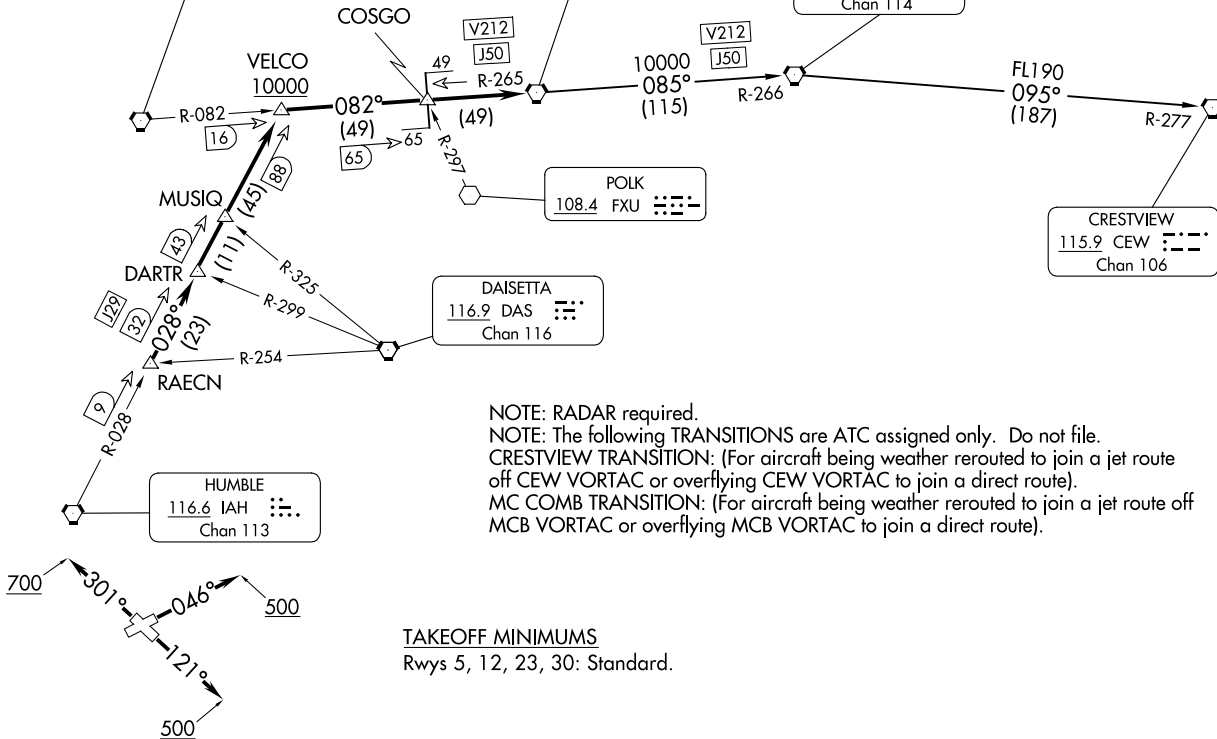 Chan 114
COSGO
V212
J50
V212
J50
VELCO
10000
49
R-265
10000
085°
(115)
R-266
FL190
095°
(187)
R-277
R-082
16
082°
(49)
65
65
(49)
R-297
88
POLK
108.4 FXU
MUSIQ
(45)
CRESTVIEW
115.9 CEW
Chan 106
43
(11)
R-325
DARTR
R-299
DAISETTA
116.9 DAS
Chan 116
J29
32
028°
(23)
R-254
RAECN
9
R-028
NOTE: RADAR required.
NOTE: The following TRANSITIONS are ATC assigned only. Do not file.
CRESTVIEW TRANSITION: (For aircraft being weather rerouted to join a jet route
off CEW VORTAC or overflying CEW VORTAC to join a direct route).
MC COMB TRANSITION: (For aircraft being weather rerouted to join a jet route off
MCB VORTAC or overflying MCB VORTAC to join a direct route).
HUMBLE
116.6 IAH
Chan 113
700
301°
046°
500
121°
500
TAKEOFF MINIMUMS
Rwys 5, 12, 23, 30: Standard.